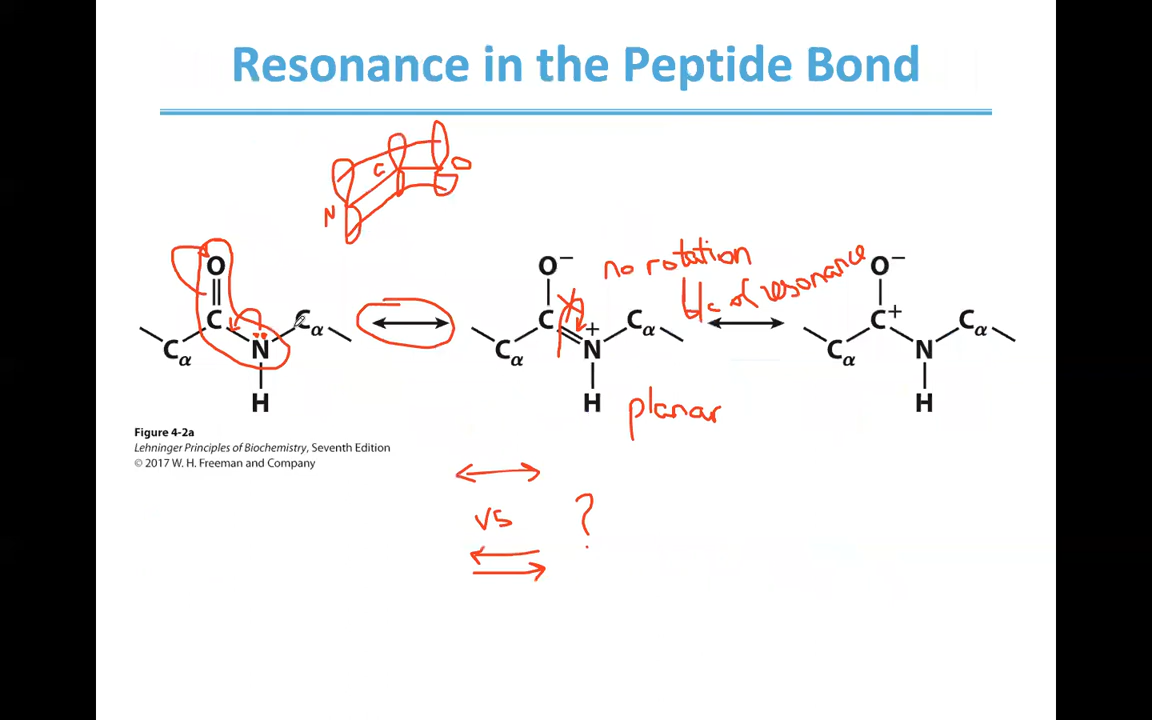 Resonance in the Peptide Bond
N C O
O O⁻ no rotation O⁻
b/c of resonance
C Cα C + Cα C⁺ Cα
Cα N Cα N Cα N
H H planar H
Figure 4-2a
Lehninger Principles of Biochemistry, Seventh Edition
© 2017 W. H. Freeman and Company
vs ?